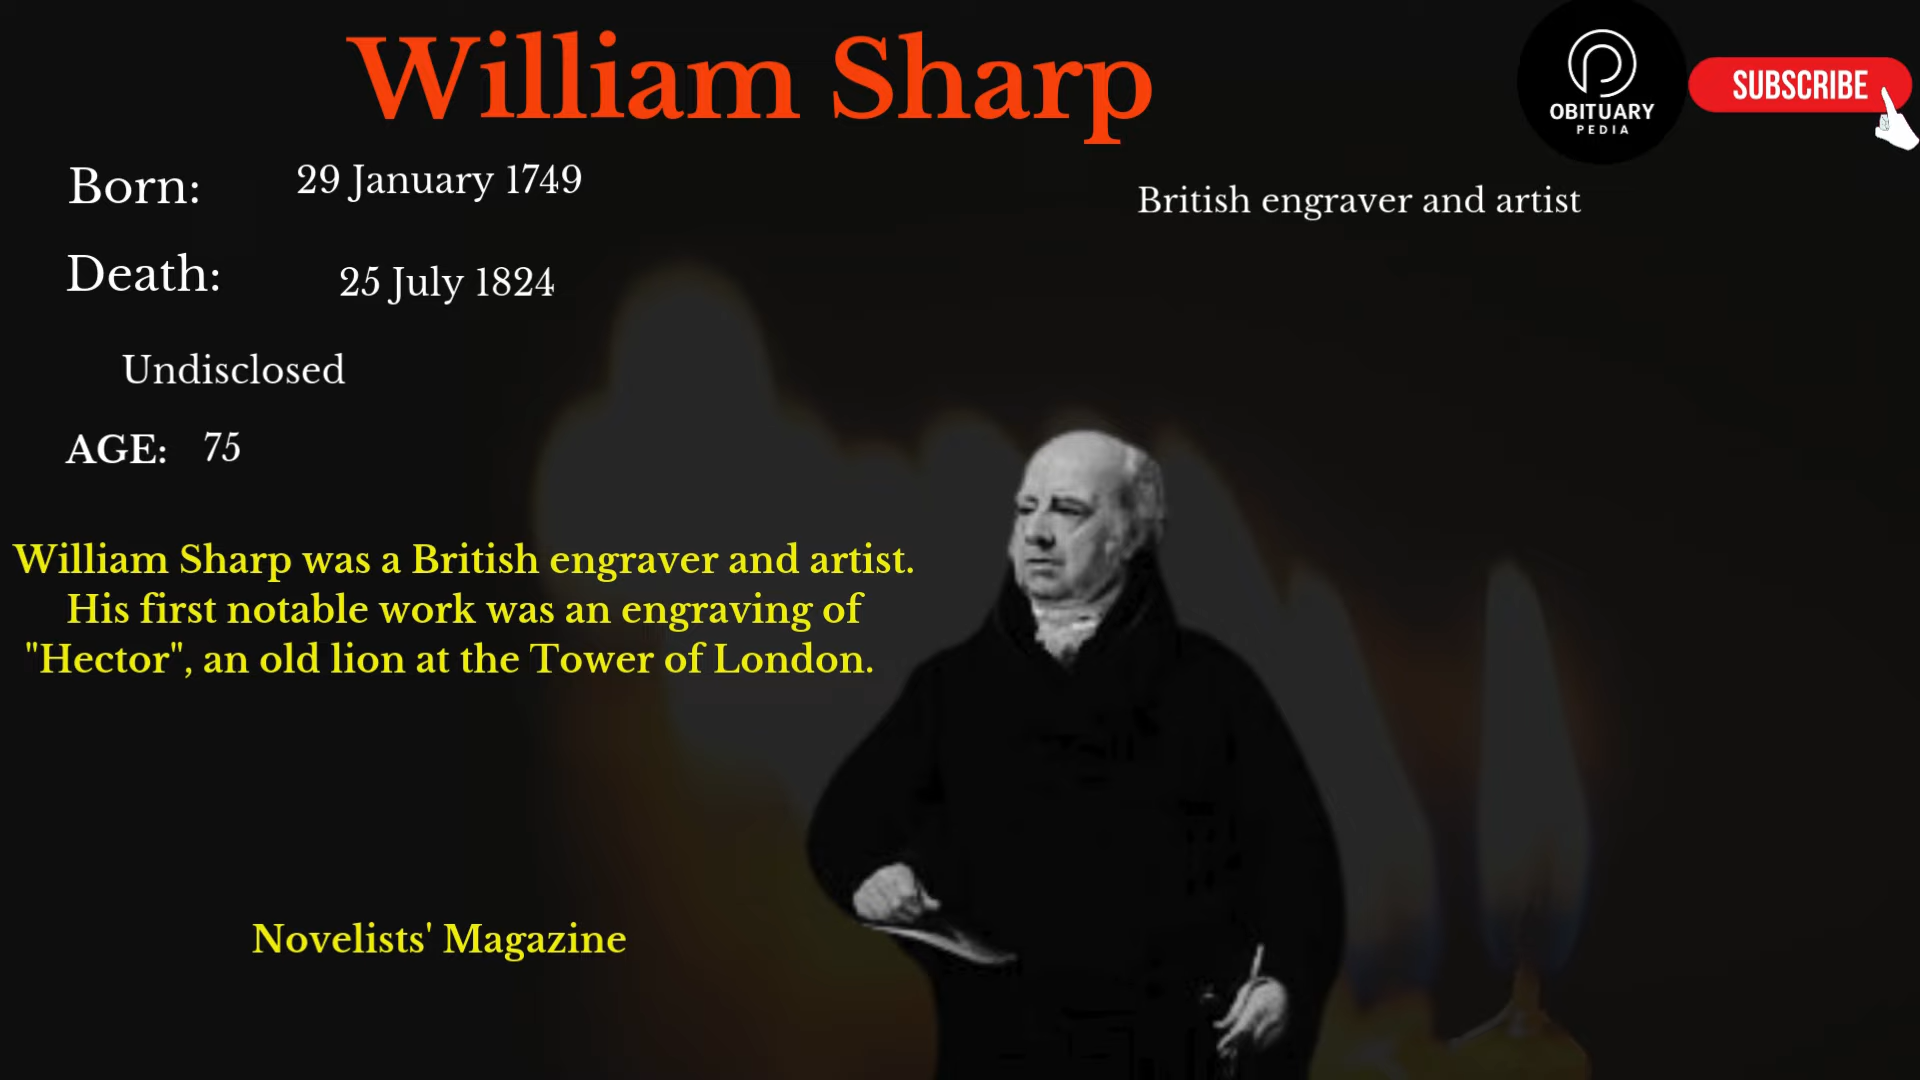 William Sharp
OBITUARY
PEDIA
SUBSCRIBE
Born: 29 January 1749
British engraver and artist
Death: 25 July 1824
Undisclosed
AGE: 75
William Sharp was a British engraver and artist.
His first notable work was an engraving of
"Hector", an old lion at the Tower of London.
Novelists' Magazine